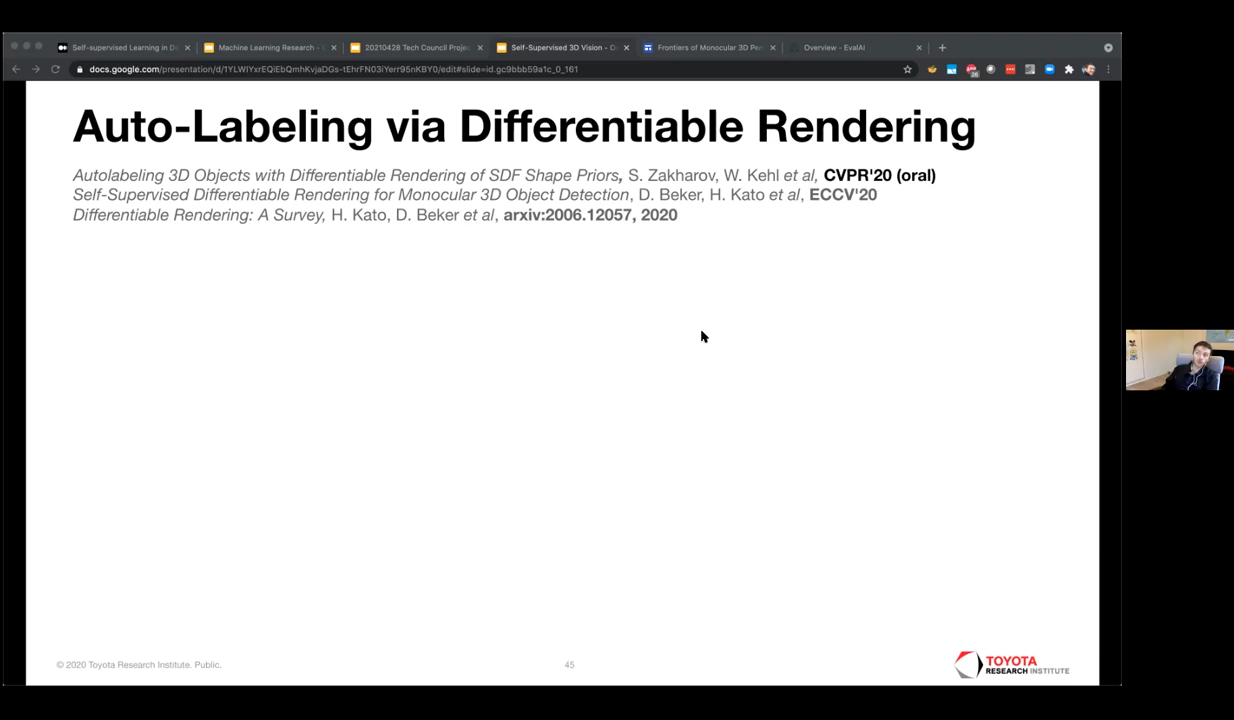 Self-supervised Learning in D
Machine Learning Research -
20210428 Tech Council Projec
Self-Supervised 3D Vision - O
Frontiers of Monocular 3D Per
Overview - EvalAI
docs.google.com/presentation/d/1YLWIYxrEQiEbQmhKvjaDGs-tEhrFN03iYerr95nKBY0/edit#slide=id.gc9bbb59a1c_0_161
Auto-Labeling via Differentiable Rendering
Autolabeling 3D Objects with Differentiable Rendering of SDF Shape Priors, S. Zakharov, W. Kehl et al, CVPR'20 (oral)
Self-Supervised Differentiable Rendering for Monocular 3D Object Detection, D. Beker, H. Kato et al, ECCV'20
Differentiable Rendering: A Survey, H. Kato, D. Beker et al, arxiv:2006.12057, 2020
© 2020 Toyota Research Institute. Public.
45
TOYOTA
RESEARCH INSTITUTE